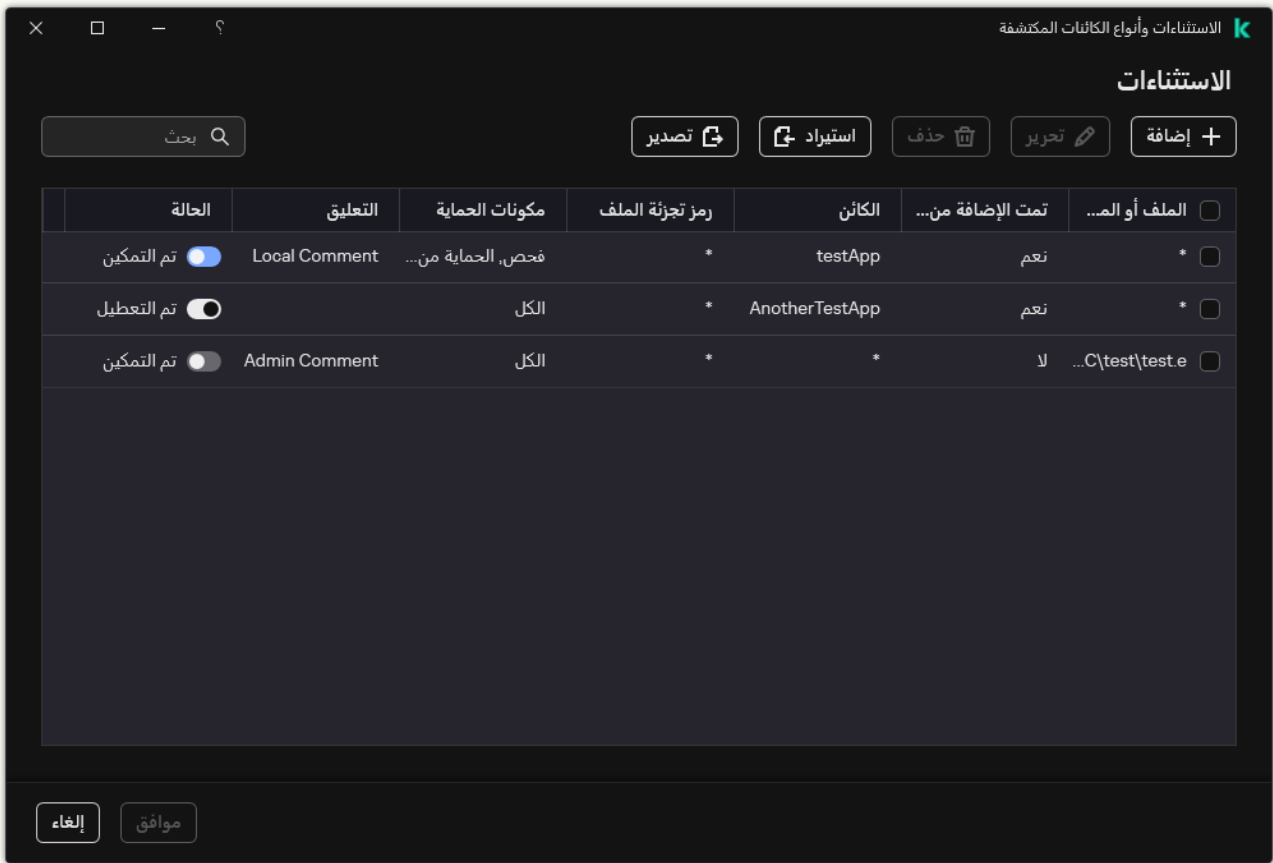 الاستثناءات وأنواع الكائنات المكتشفة ؟
الاستثناءات
إضافة تحرير حذف استيراد تصدير بحث
الملف أو المـ... تمت الإضافة من... الكائن رمز تجزئة الملف مكونات الحماية التعليق الحالة
* نعم testApp * فحص, الحماية من... Local Comment تم التمكين
* نعم AnotherTestApp * الكل تم التعطيل
...C\test\test.e لا * * الكل Admin Comment تم التمكين
موافق إلغاء